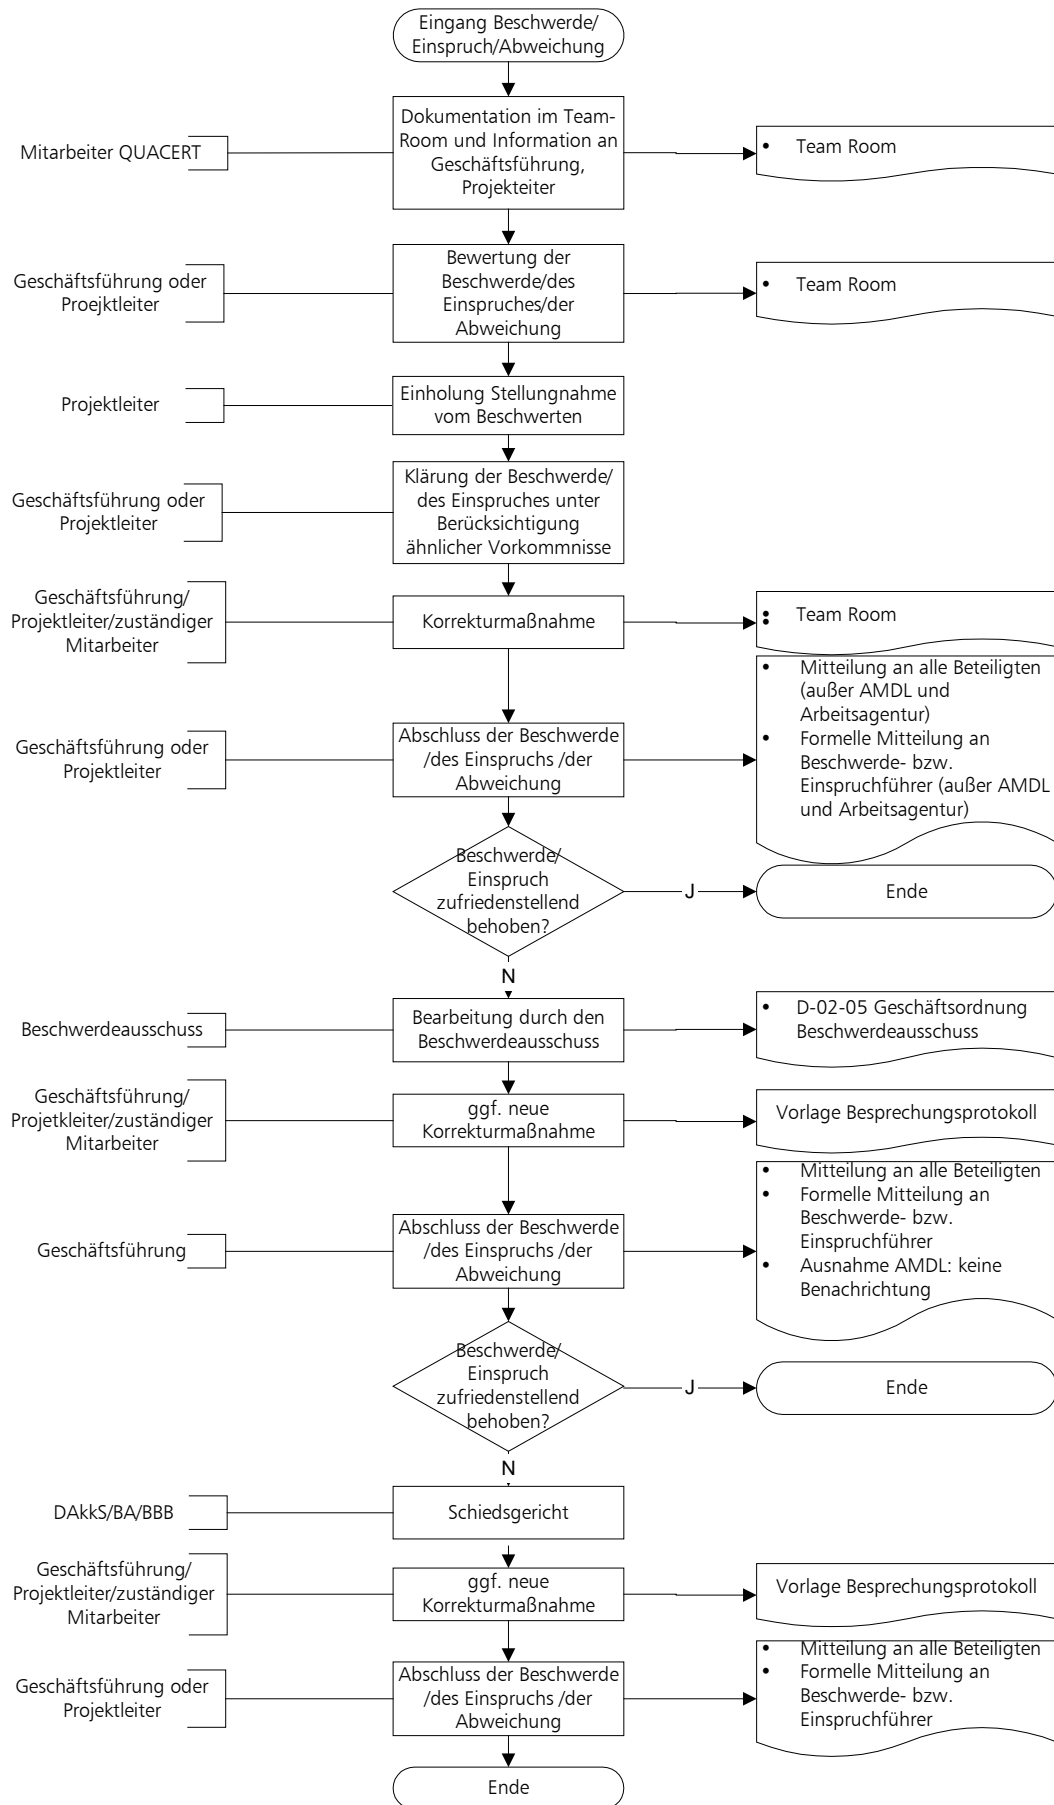 Eingang Beschwerde/
Einspruch/Abweichung
Mitarbeiter QUACERT
Dokumentation im Team-
Room und Information an
Geschäftsführung,
Projekteiter
• Team Room
Geschäftsführung oder
Proejktleiter
Bewertung der
Beschwerde/des
Einspruches/der
Abweichung
• Team Room
Projektleiter
Einholung Stellungnahme
vom Beschwerten
Geschäftsführung oder
Projektleiter
Klärung der Beschwerde/
des Einspruches unter
Berücksichtigung
ähnlicher Vorkommnisse
Geschäftsführung/
Projektleiter/zuständiger
Mitarbeiter
Korrekturmaßnahme
• Team Room
•
Geschäftsführung oder
Projektleiter
Abschluss der Beschwerde
/des Einspruchs /der
Abweichung
• Mitteilung an alle Beteiligten
(außer AMDL und
Arbeitsagentur)
• Formelle Mitteilung an
Beschwerde- bzw.
Einspruchführer (außer AMDL
und Arbeitsagentur)
Beschwerde/
Einspruch
zufriedenstellend
behoben?
J
Ende
N
Beschwerdeausschuss
Bearbeitung durch den
Beschwerdeausschuss
• D-02-05 Geschäftsordnung
Beschwerdeausschuss
Geschäftsführung/
Projetkleiter/zuständiger
Mitarbeiter
ggf. neue
Korrekturmaßnahme
Vorlage Besprechungsprotokoll
Geschäftsführung
Abschluss der Beschwerde
/des Einspruchs /der
Abweichung
• Mitteilung an alle Beteiligten
• Formelle Mitteilung an
Beschwerde- bzw.
Einspruchführer
• Ausnahme AMDL: keine
Benachrichtung
Beschwerde/
Einspruch
zufriedenstellend
behoben?
J
Ende
N
DAkkS/BA/BBB
Schiedsgericht
Geschäftsführung/
Projektleiter/zuständiger
Mitarbeiter
ggf. neue
Korrekturmaßnahme
Vorlage Besprechungsprotokoll
Geschäftsführung oder
Projektleiter
Abschluss der Beschwerde
/des Einspruchs /der
Abweichung
• Mitteilung an alle Beteiligten
• Formelle Mitteilung an
Beschwerde- bzw.
Einspruchführer
Ende